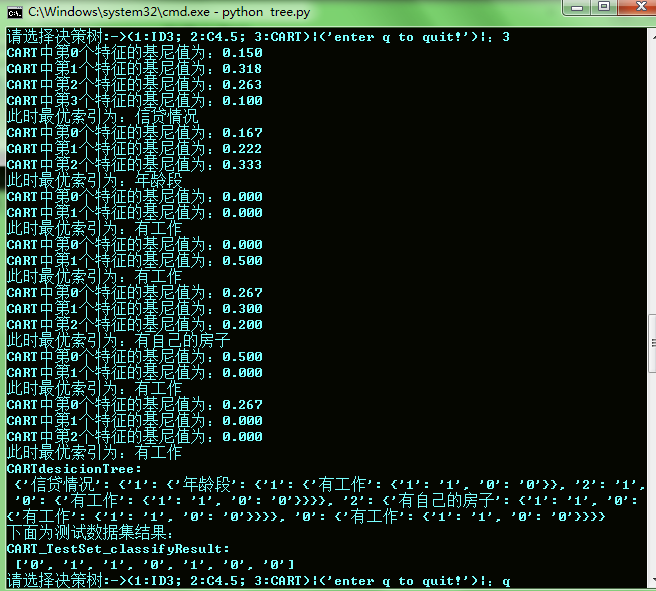 C:\Windows\system32\cmd.exe - python tree.py
请选择决策树:->(1:ID3; 2:C4.5; 3:CART)|('enter q to quit!')|: 3
CART中第0个特征的基尼值为: 0.150
CART中第1个特征的基尼值为: 0.318
CART中第2个特征的基尼值为: 0.263
CART中第3个特征的基尼值为: 0.100
此时最优索引为: 信贷情况
CART中第0个特征的基尼值为: 0.167
CART中第1个特征的基尼值为: 0.222
CART中第2个特征的基尼值为: 0.333
此时最优索引为: 年龄段
CART中第0个特征的基尼值为: 0.000
CART中第1个特征的基尼值为: 0.000
此时最优索引为: 有工作
CART中第0个特征的基尼值为: 0.000
CART中第1个特征的基尼值为: 0.500
此时最优索引为: 有工作
CART中第0个特征的基尼值为: 0.267
CART中第1个特征的基尼值为: 0.300
CART中第2个特征的基尼值为: 0.200
此时最优索引为: 有自己的房子
CART中第0个特征的基尼值为: 0.500
CART中第1个特征的基尼值为: 0.000
此时最优索引为: 有工作
CART中第0个特征的基尼值为: 0.267
CART中第1个特征的基尼值为: 0.000
CART中第2个特征的基尼值为: 0.000
此时最优索引为: 有工作
CARTdesicionTree:
{'信贷情况': {'1': {'年龄段': {'1': {'有工作': {'1': '1', '0': '0'}}, '2': '1',
'0': {'有工作': {'1': '1', '0': '0'}}}}, '2': {'有自己的房子': {'1': '1', '0':
{'有工作': {'1': '1', '0': '0'}}}}, '0': {'有工作': {'1': '1', '0': '0'}}}}
下面为测试数据集结果:
CART_TestSet_classifyResult:
['0', '1', '1', '0', '1', '0', '0']
请选择决策树:->(1:ID3; 2:C4.5; 3:CART)|('enter q to quit!')|: q